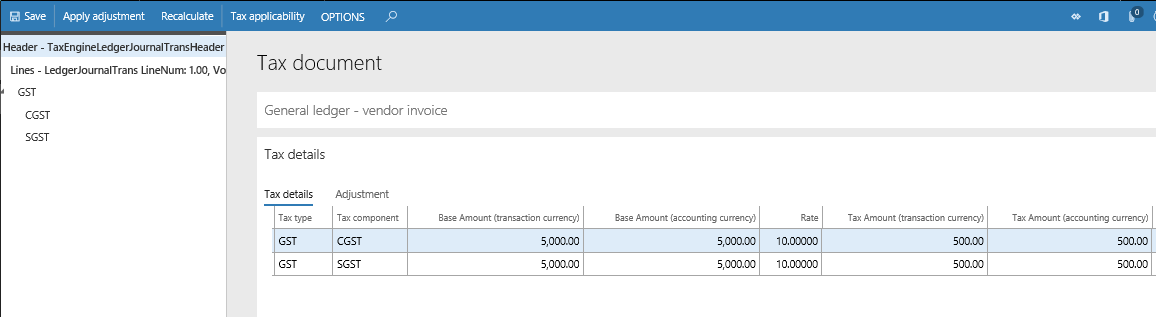 Save Apply adjustment Recalculate Tax applicability OPTIONS 0
Header - TaxEngineLedgerJournalTransHeader
Lines - LedgerJournalTrans LineNum: 1.00, Vo
GST
CGST
SGST
Tax document
General ledger - vendor invoice
Tax details
Tax details Adjustment
Tax type Tax component Base Amount (transaction currency) Base Amount (accounting currency) Rate Tax Amount (transaction currency) Tax Amount (accounting currency)
GST CGST 5,000.00 5,000.00 10.00000 500.00 500.00
GST SGST 5,000.00 5,000.00 10.00000 500.00 500.00